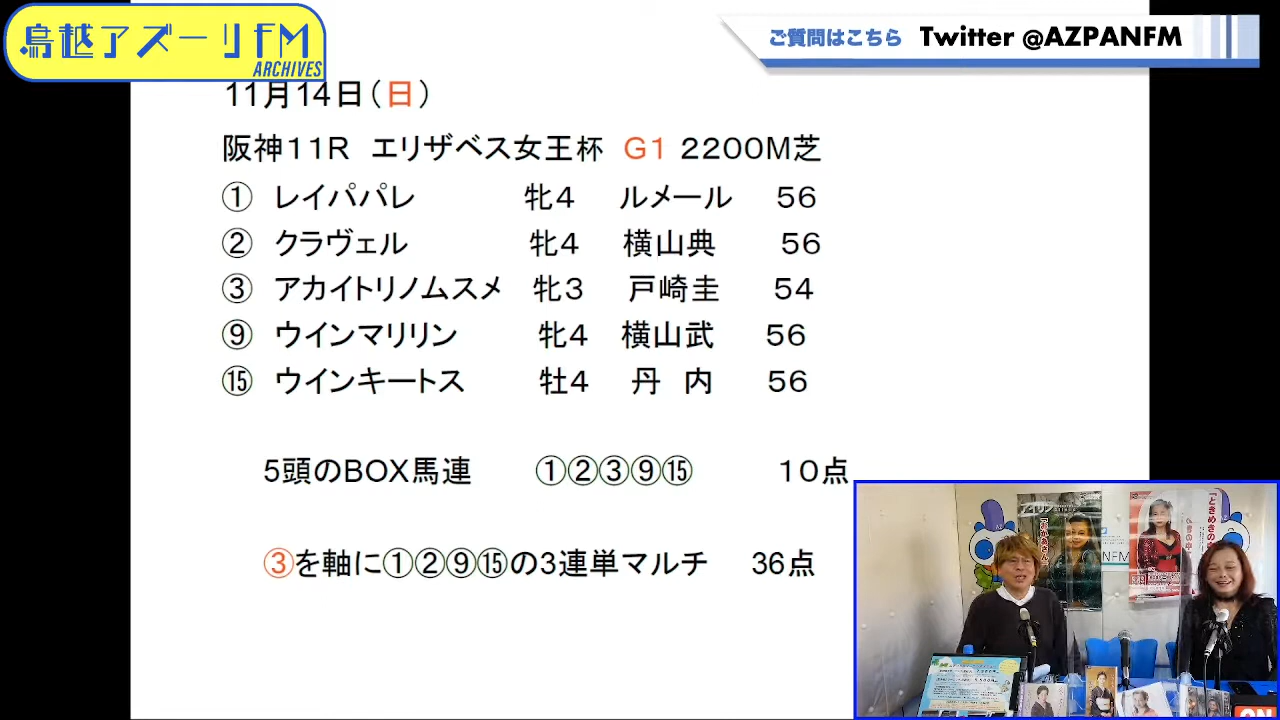 鳥越アズーリFM
ARCHIVES
ご質問はこちら Twitter @AZPANFM
11月14日(日)
阪神11R エリザベス女王杯 G1 2200M芝
① レイパパレ 牝4 ルメール 56
② クラヴェル 牝4 横山典 56
③ アカイトリノムスメ 牝3 戸崎圭 54
⑨ ウインマリリン 牝4 横山武 56
⑮ ウインキートス 牡4 丹 内 56
5頭のBOX馬連 ①②③⑨⑮ 10点
③を軸に①②⑨⑮の3連単マルチ 36点